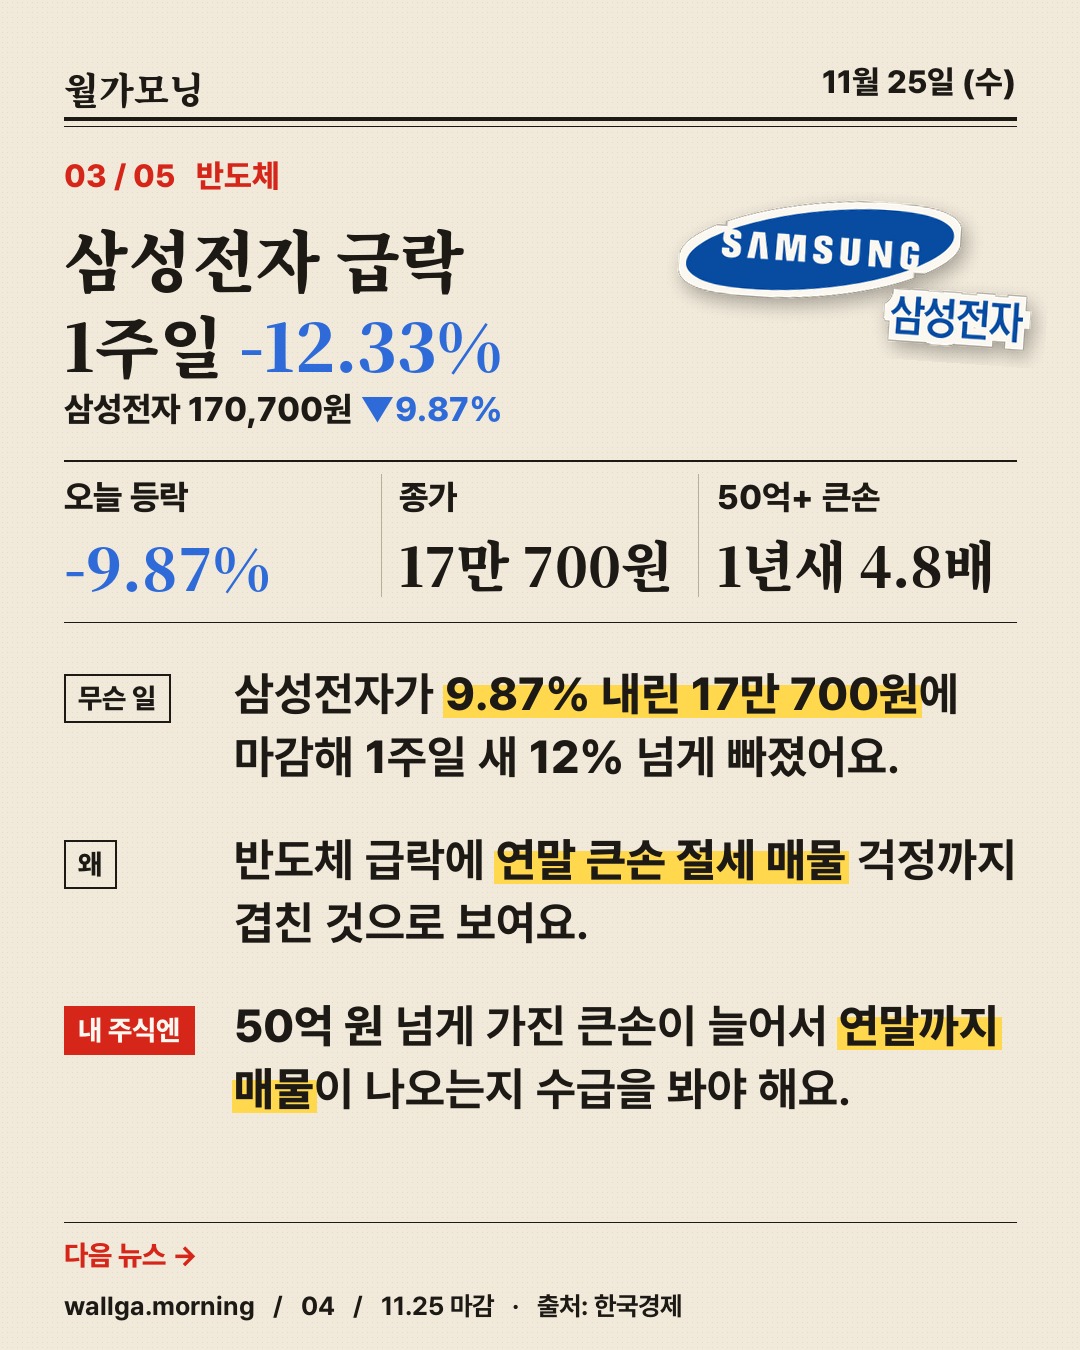 월가모닝
11월 25일 (수)
03 / 05 반도체
삼성전자 급락
1주일 -12.33%
삼성전자 170,700원 ▼9.87%
SAMSUNG
삼성전자
오늘 등락
-9.87%
종가
17만 700원
50억+ 큰손
1년새 4.8배
무슨 일
삼성전자가 9.87% 내린 17만 700원에
마감해 1주일 새 12% 넘게 빠졌어요.
왜
반도체 급락에 연말 큰손 절세 매물 걱정까지
겹친 것으로 보여요.
내 주식엔
50억 원 넘게 가진 큰손이 늘어서 연말까지
매물이 나오는지 수급을 봐야 해요.
다음 뉴스 →
wallga.morning / 04 / 11.25 마감 · 출처: 한국경제